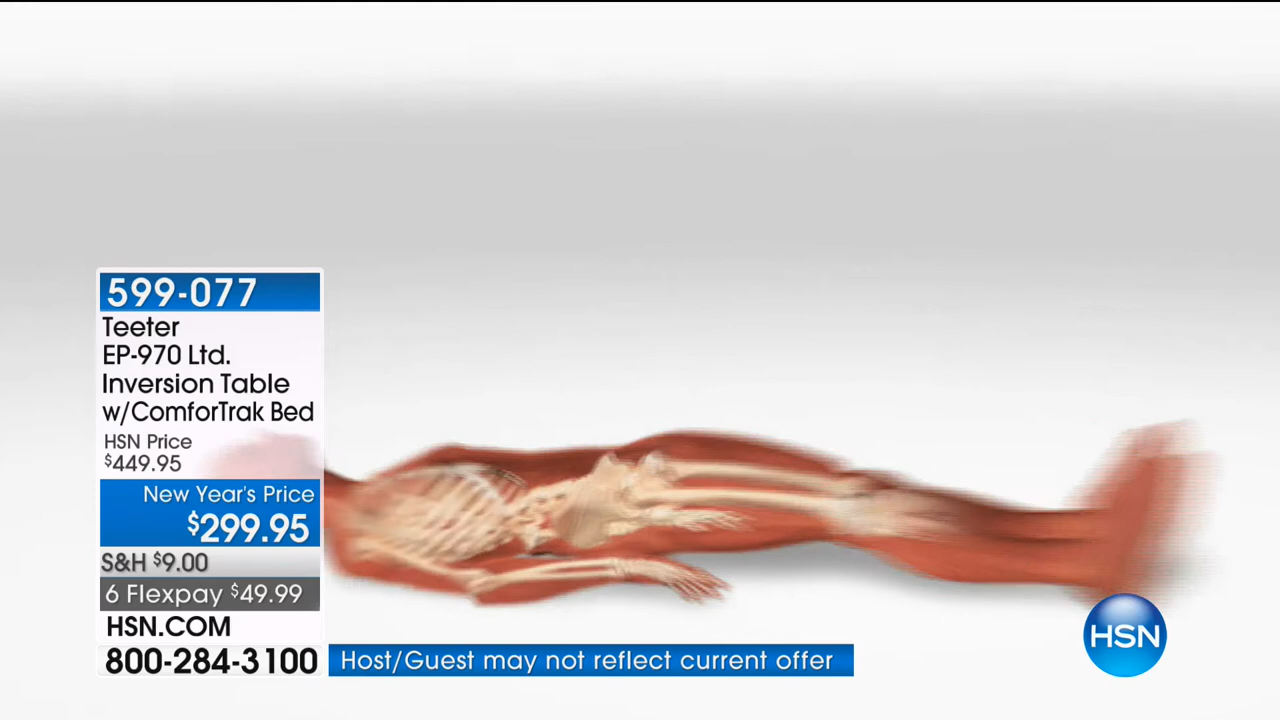 599-077
Teeter
EP-970 Ltd.
Inversion Table
w/ComforTrak Bed
HSN Price
$449.95
New Year's Price
$299.95
S&H $9.00
6 Flexpay $49.99
HSN.COM
800-284-3100
Host/Guest may not reflect current offer
HSN